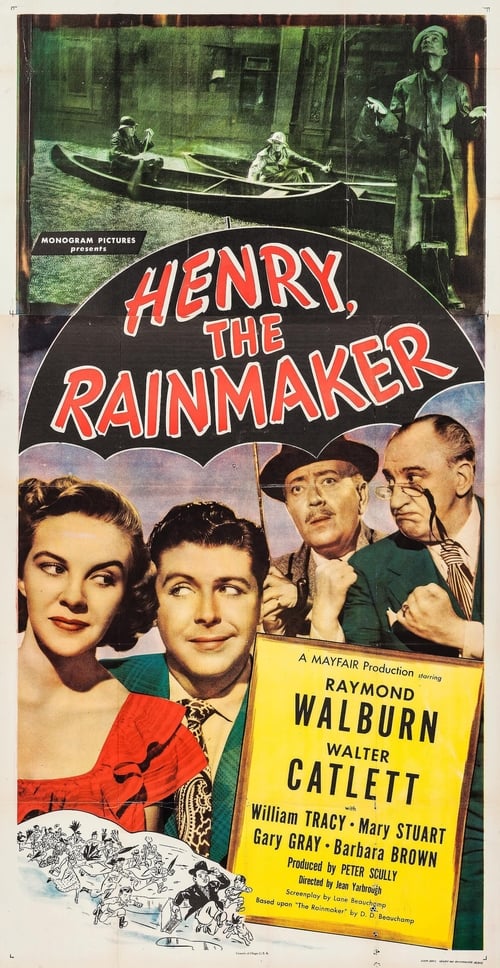 MONOGRAM PICTURES
presents
HENRY,
THE
RAINMAKER
A MAYFAIR Production starring
RAYMOND
WALBURN
WALTER
CATLETT
with
William TRACY · Mary STUART
Gary GRAY · Barbara BROWN
Produced by PETER SCULLY
Directed by Jean Yarbrough
Screenplay by Lane Beauchamp
Based upon "The Rainmaker" by D. D. Beauchamp